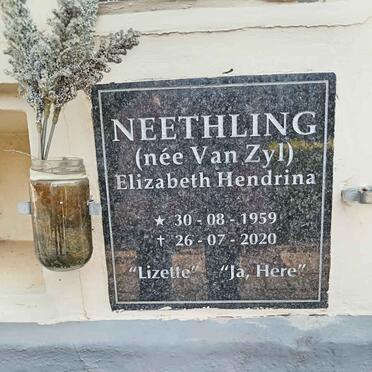 NEETHLING
(née Van Zyl)
Elizabeth Hendrina
★ 30 - 08 - 1959
† 26 - 07 - 2020
“Lizette” “Ja, Here”